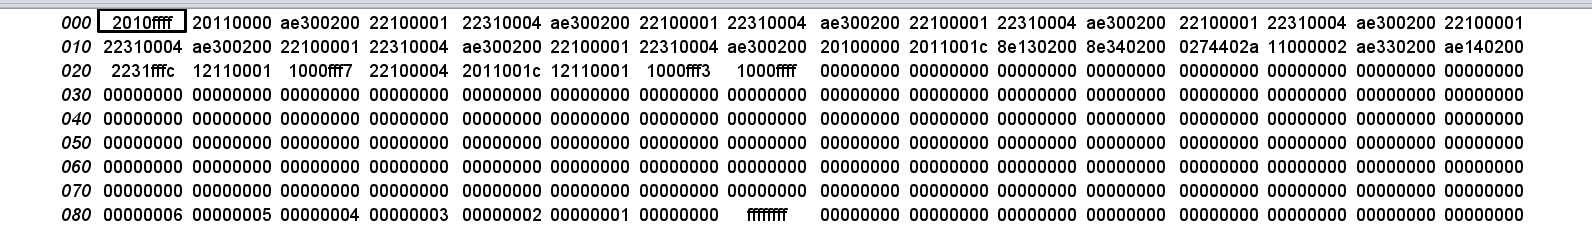 000 2010ffff 20110000 ae300200 22100001 22310004 ae300200 22100001 22310004 ae300200 22100001 22310004 ae300200 22100001 22310004 ae300200 22100001
010 22310004 ae300200 22100001 22310004 ae300200 22100001 22310004 ae300200 20100000 2011001c 8e130200 8e340200 0274402a 11000002 ae330200 ae140200
020 2231fffc 12110001 1000fff7 22100004 2011001c 12110001 1000fff3 1000ffff 00000000 00000000 00000000 00000000 00000000 00000000 00000000 00000000
030 00000000 00000000 00000000 00000000 00000000 00000000 00000000 00000000 00000000 00000000 00000000 00000000 00000000 00000000 00000000 00000000
040 00000000 00000000 00000000 00000000 00000000 00000000 00000000 00000000 00000000 00000000 00000000 00000000 00000000 00000000 00000000 00000000
050 00000000 00000000 00000000 00000000 00000000 00000000 00000000 00000000 00000000 00000000 00000000 00000000 00000000 00000000 00000000 00000000
060 00000000 00000000 00000000 00000000 00000000 00000000 00000000 00000000 00000000 00000000 00000000 00000000 00000000 00000000 00000000 00000000
070 00000000 00000000 00000000 00000000 00000000 00000000 00000000 00000000 00000000 00000000 00000000 00000000 00000000 00000000 00000000 00000000
080 00000006 00000005 00000004 00000003 00000002 00000001 00000000 ffffffff 00000000 00000000 00000000 00000000 00000000 00000000 00000000 00000000